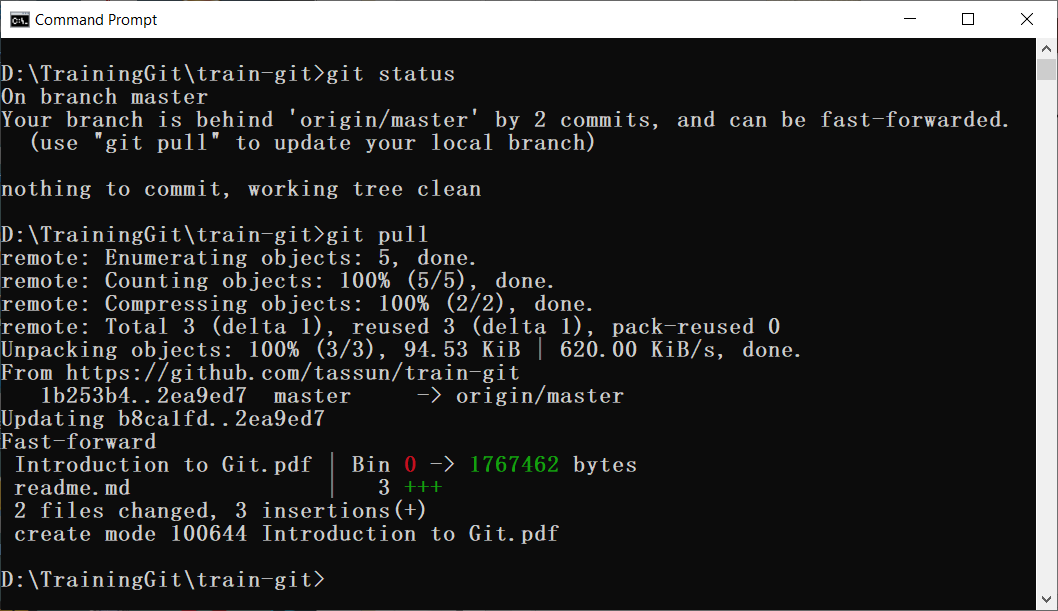 Command Prompt
D:\TrainingGit\train-git>git status
On branch master
Your branch is behind 'origin/master' by 2 commits, and can be fast-forwarded.
  (use "git pull" to update your local branch)
nothing to commit, working tree clean
D:\TrainingGit\train-git>git pull
remote: Enumerating objects: 5, done.
remote: Counting objects: 100% (5/5), done.
remote: Compressing objects: 100% (2/2), done.
remote: Total 3 (delta 1), reused 3 (delta 1), pack-reused 0
Unpacking objects: 100% (3/3), 94.53 KiB | 620.00 KiB/s, done.
From https://github.com/tassun/train-git
   1b253b4..2ea9ed7  master     -> origin/master
Updating b8ca1fd..2ea9ed7
Fast-forward
 Introduction to Git.pdf | Bin 0 -> 1767462 bytes
 readme.md               |   3 +++
 2 files changed, 3 insertions(+)
 create mode 100644 Introduction to Git.pdf
D:\TrainingGit\train-git>